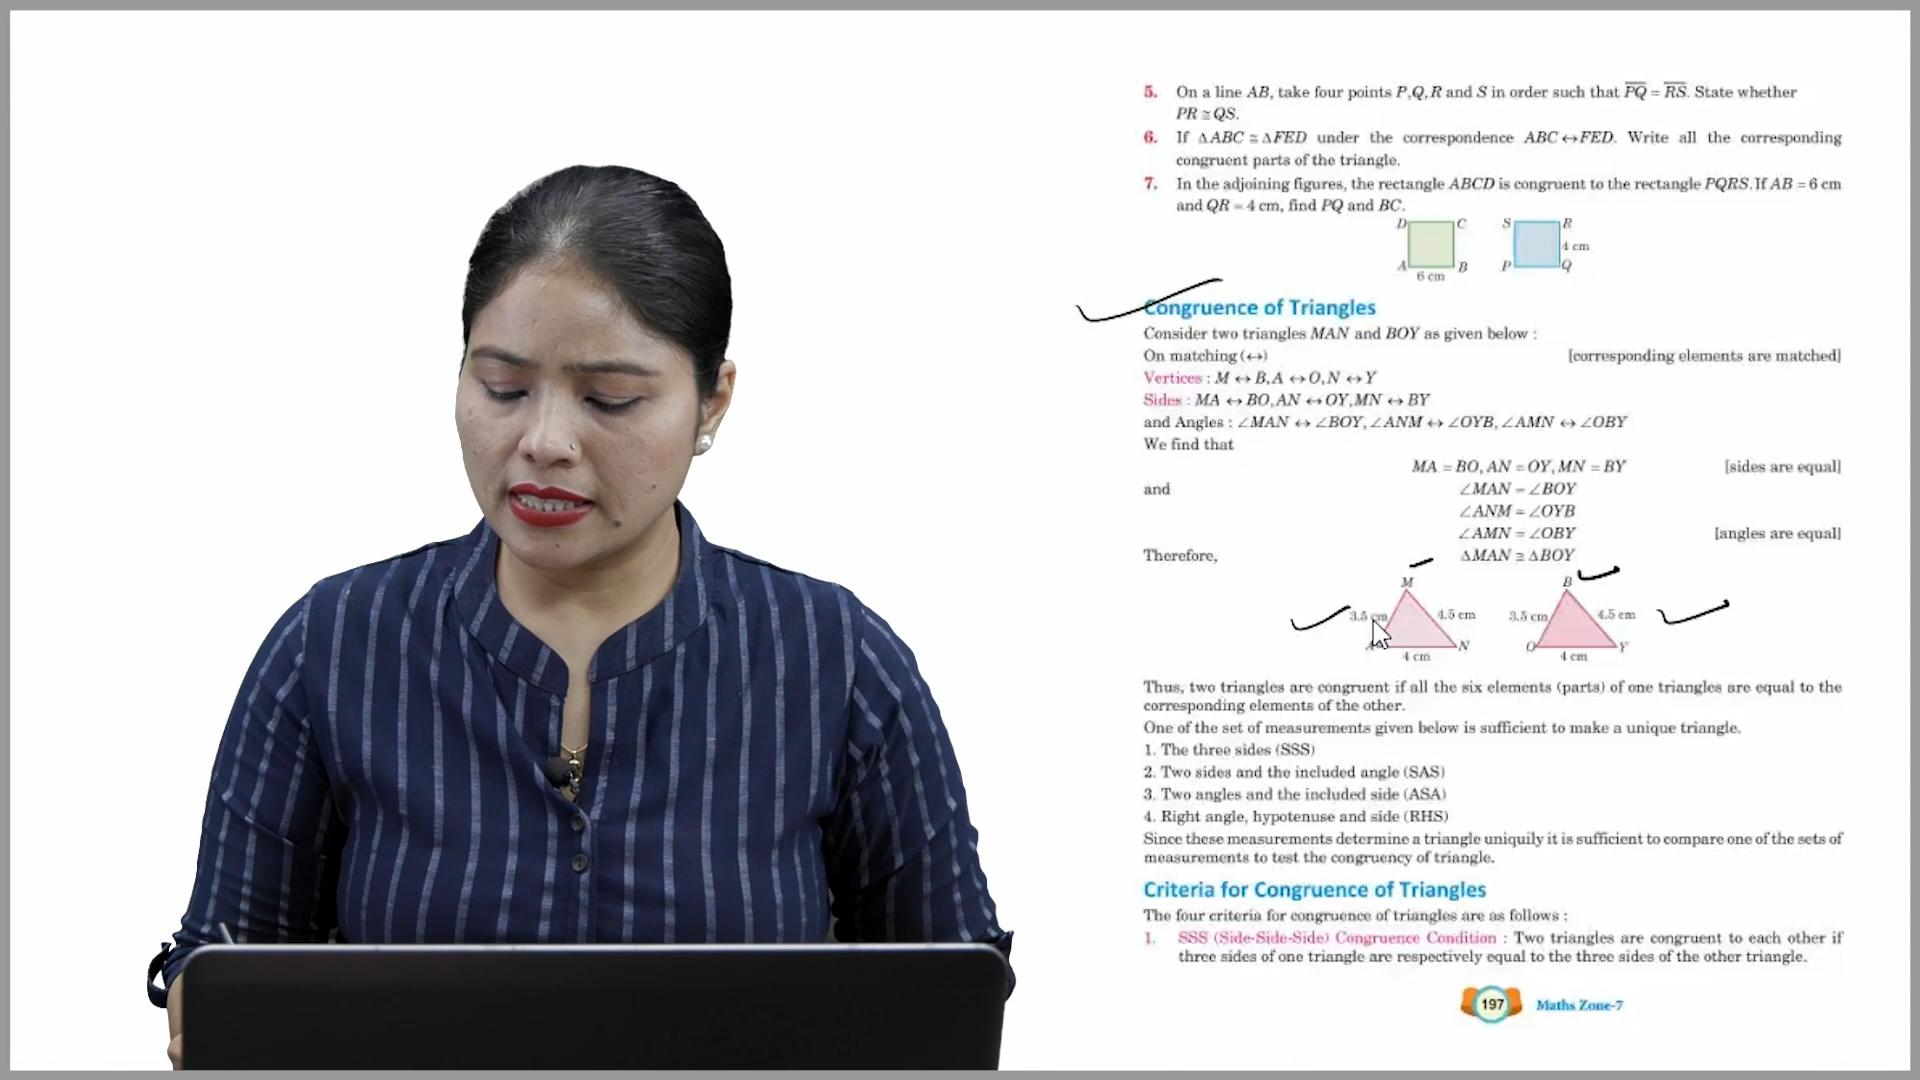 5. On a line AB, take four points P,Q,R and S in order such that P̅Q̅ = R̅S̅. State whether
PR ≅ QS.
6. If ΔABC ≅ ΔFED under the correspondence ABC ↔ FED. Write all the corresponding
congruent parts of the triangle.
7. In the adjoining figures, the rectangle ABCD is congruent to the rectangle PQRS. If AB = 6 cm
and QR = 4 cm, find PQ and BC.
D C S R
4 cm
A B P Q
6 cm
Congruence of Triangles
Consider two triangles MAN and BOY as given below :
On matching (↔) [corresponding elements are matched]
Vertices : M ↔ B, A ↔ O, N ↔ Y
Sides : MA ↔ BO, AN ↔ OY, MN ↔ BY
and Angles : ∠MAN ↔ ∠BOY, ∠ANM ↔ ∠OYB, ∠AMN ↔ ∠OBY
We find that
MA = BO, AN = OY, MN = BY [sides are equal]
and ∠MAN = ∠BOY
∠ANM = ∠OYB
∠AMN = ∠OBY [angles are equal]
Therefore, ΔMAN ≅ ΔBOY
M B
3.5 cm 4.5 cm 3.5 cm 4.5 cm
A N O Y
4 cm 4 cm
Thus, two triangles are congruent if all the six elements (parts) of one triangles are equal to the
corresponding elements of the other.
One of the set of measurements given below is sufficient to make a unique triangle.
1. The three sides (SSS)
2. Two sides and the included angle (SAS)
3. Two angles and the included side (ASA)
4. Right angle, hypotenuse and side (RHS)
Since these measurements determine a triangle uniquily it is sufficient to compare one of the sets of
measurements to test the congruency of triangle.
Criteria for Congruence of Triangles
The four criteria for congruence of triangles are as follows :
1. SSS (Side-Side-Side) Congruence Condition : Two triangles are congruent to each other if
three sides of one triangle are respectively equal to the three sides of the other triangle.
197 Maths Zone-7